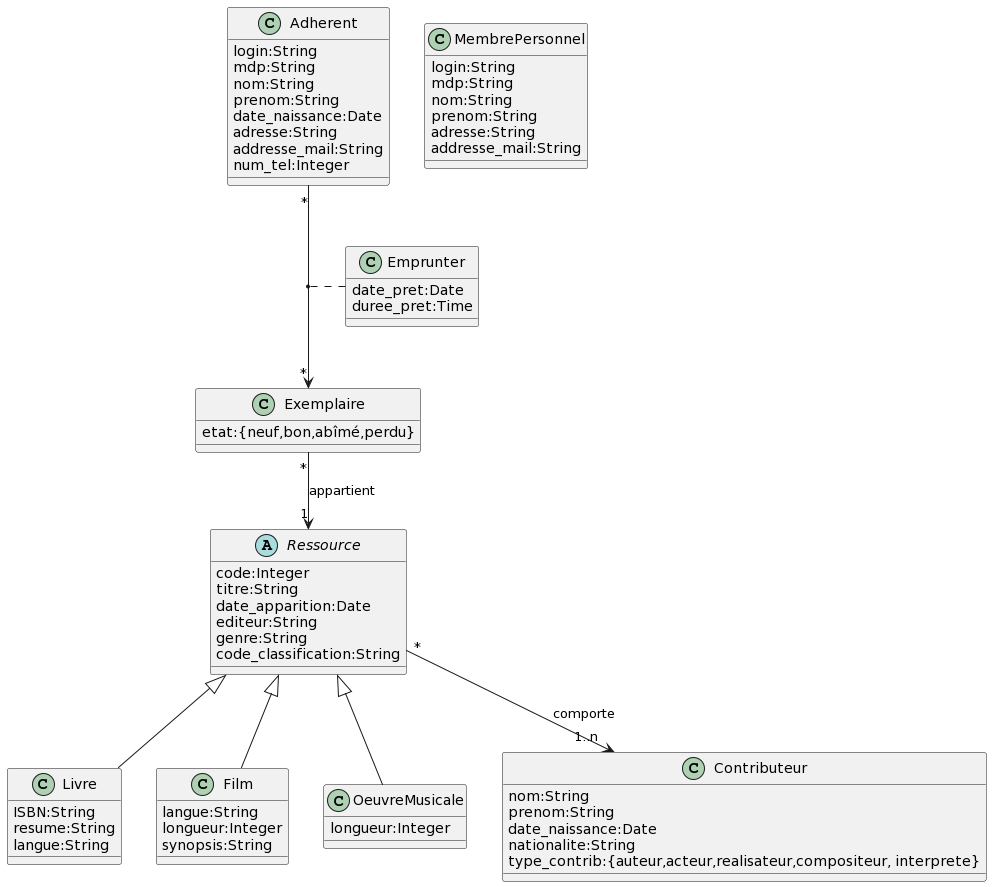 C Adherent
login:String
mdp:String
nom:String
prenom:String
date_naissance:Date
adresse:String
addresse_mail:String
num_tel:Integer
C MembrePersonnel
login:String
mdp:String
nom:String
prenom:String
adresse:String
addresse_mail:String
*
C Emprunter
date_pret:Date
duree_pret:Time
*
C Exemplaire
etat:{neuf,bon,abîmé,perdu}
*
appartient
1
A Ressource
code:Integer
titre:String
date_apparition:Date
editeur:String
genre:String
code_classification:String
*
comporte
1..n
C Livre
ISBN:String
resume:String
langue:String
C Film
langue:String
longueur:Integer
synopsis:String
C OeuvreMusicale
longueur:Integer
C Contributeur
nom:String
prenom:String
date_naissance:Date
nationalite:String
type_contrib:{auteur,acteur,realisateur,compositeur, interprete}